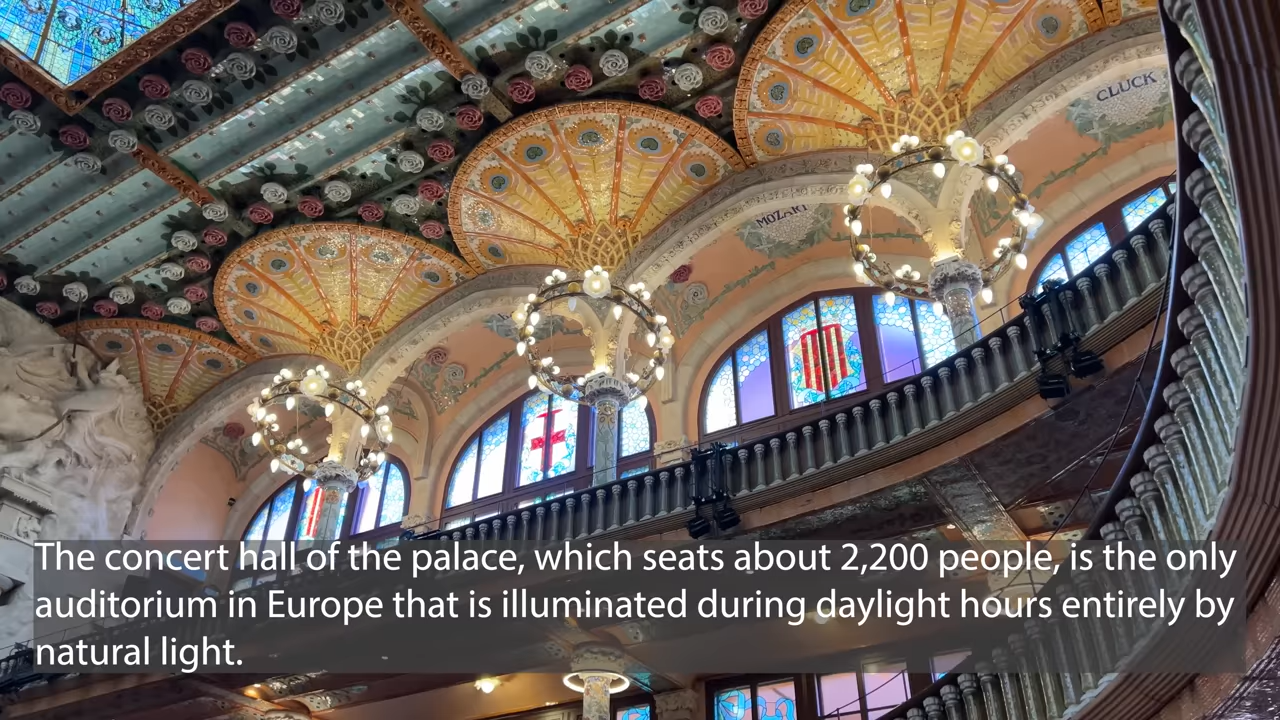 CLUCK
MOZART
The concert hall of the palace, which seats about 2,200 people, is the only
auditorium in Europe that is illuminated during daylight hours entirely by
natural light.